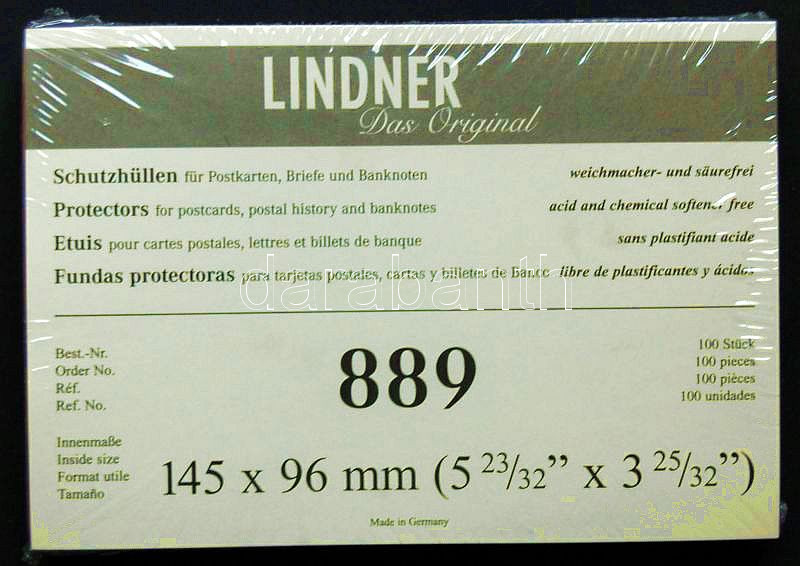 LINDNER
Das Original
Schutzhüllen für Postkarten, Briefe und Banknoten weichmacher- und säurefrei
Protectors for postcards, postal history and banknotes acid and chemical softener free
Etuis pour cartes postales, lettres et billets de banque sans plastifiant acide
Fundas protectoras para tarjetas postales, cartas y billetes de Banco libre de plastificantes y ácidos
darabanth
Best.-Nr. 100 Stück
Order No. 889 100 pieces
Réf. 100 pièces
Ref. No. 100 unidades
Innenmaße
Inside size
Format utile
Tamaño
145 x 96 mm (5 23/32” x 3 25/32”)
Made in Germany